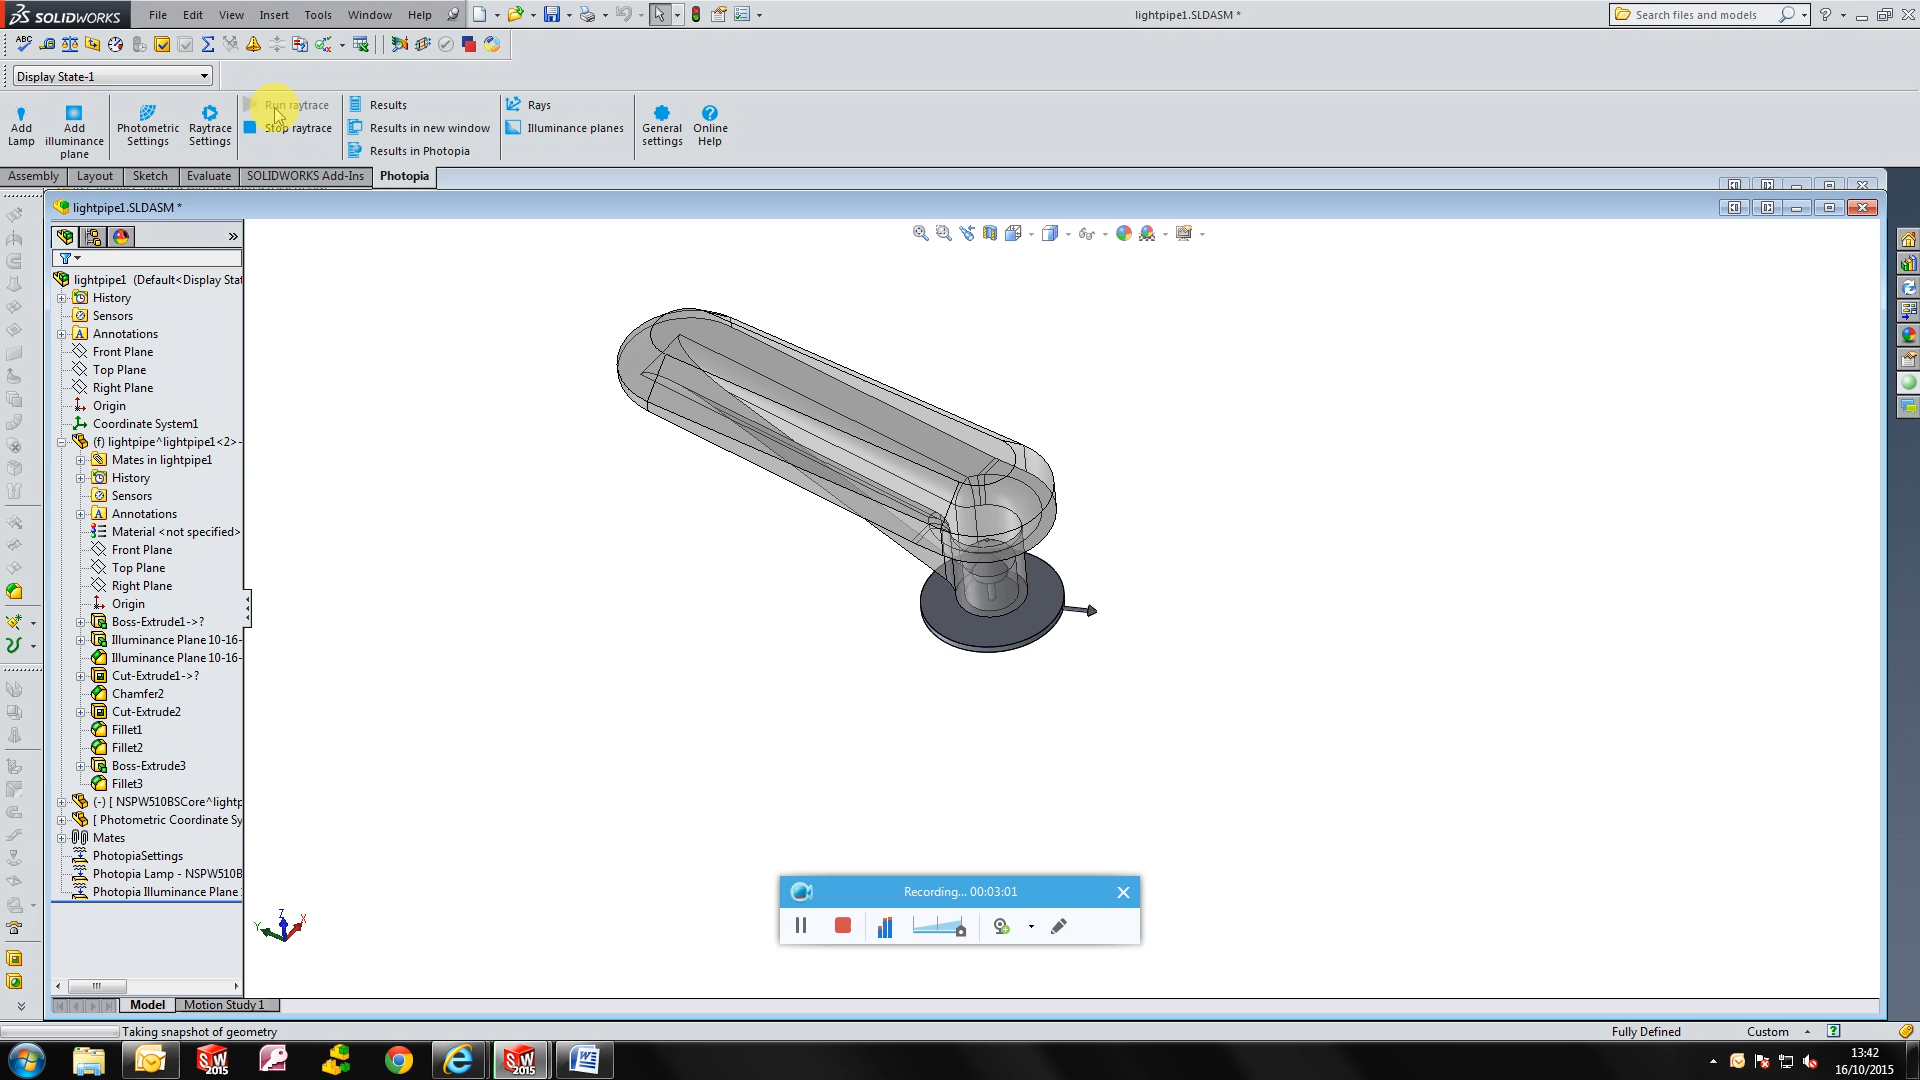 SOLIDWORKS
File Edit View Insert Tools Window Help
lightpipe1.SLDASM *
Search files and models
ABC
Display State-1
Add Lamp
Add illuminance plane
Photometric Settings
Raytrace Settings
Run raytrace
Stop raytrace
Results
Results in new window
Results in Photopia
Rays
Illuminance planes
General settings
Online Help
Assembly Layout Sketch Evaluate SOLIDWORKS Add-Ins Photopia
lightpipe1.SLDASM *
lightpipe1 (Default<Display Stat
History
Sensors
Annotations
Front Plane
Top Plane
Right Plane
Origin
Coordinate System1
(f) lightpipe^lightpipe1<2> -
Mates in lightpipe1
History
Sensors
Annotations
Material <not specified>
Front Plane
Top Plane
Right Plane
Origin
Boss-Extrude1->?
Illuminance Plane 10-16-
Illuminance Plane 10-16-
Cut-Extrude1->?
Chamfer2
Cut-Extrude2
Fillet1
Fillet2
Boss-Extrude3
Fillet3
(-) [ NSPW510BSCore^lightp
[ Photometric Coordinate Sy
Mates
PhotopiaSettings
Photopia Lamp - NSPW510B
Photopia Illuminance Plane
Z
Y
X
Recording... 00:03:01
Model Motion Study 1
Taking snapshot of geometry
Fully Defined
Custom
SW 2015
SW 2015
13:42
16/10/2015